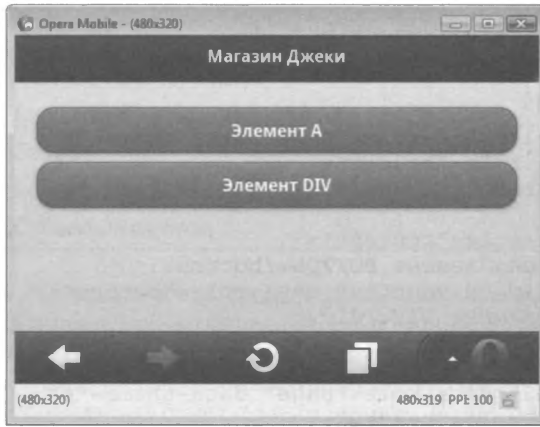 Opera Mobile - (480x320)
Магазин Джеки
Элемент A
Элемент DIV
(480x320)
480x319 PPI: 100